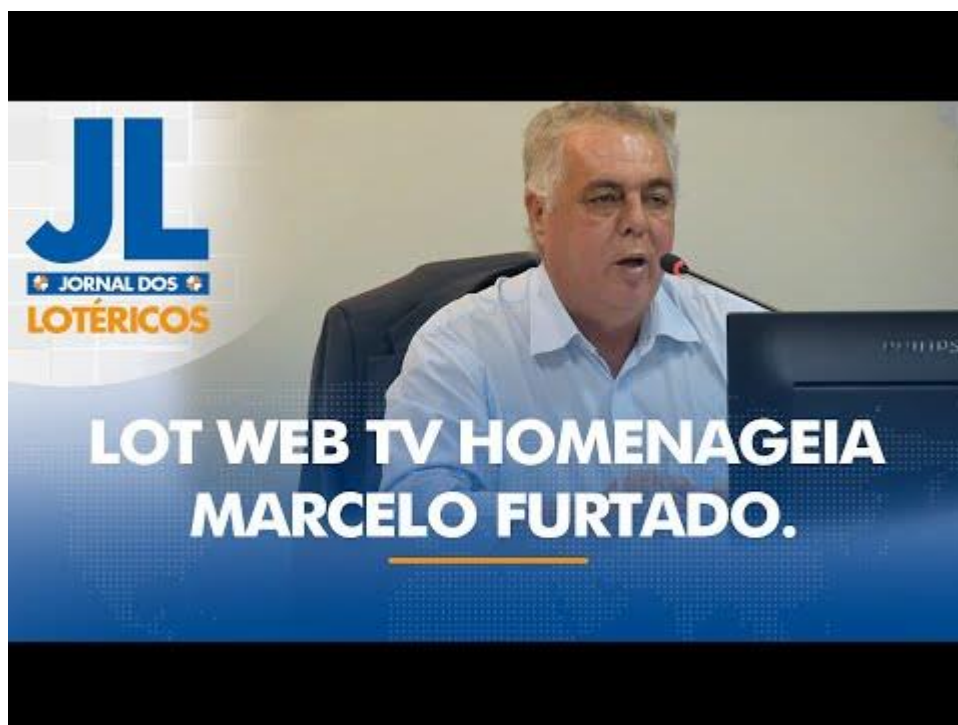 JL
JORNAL DOS
LOTÉRICOS
PHILIPS
LOT WEB TV HOMENAGEIA
MARCELO FURTADO.